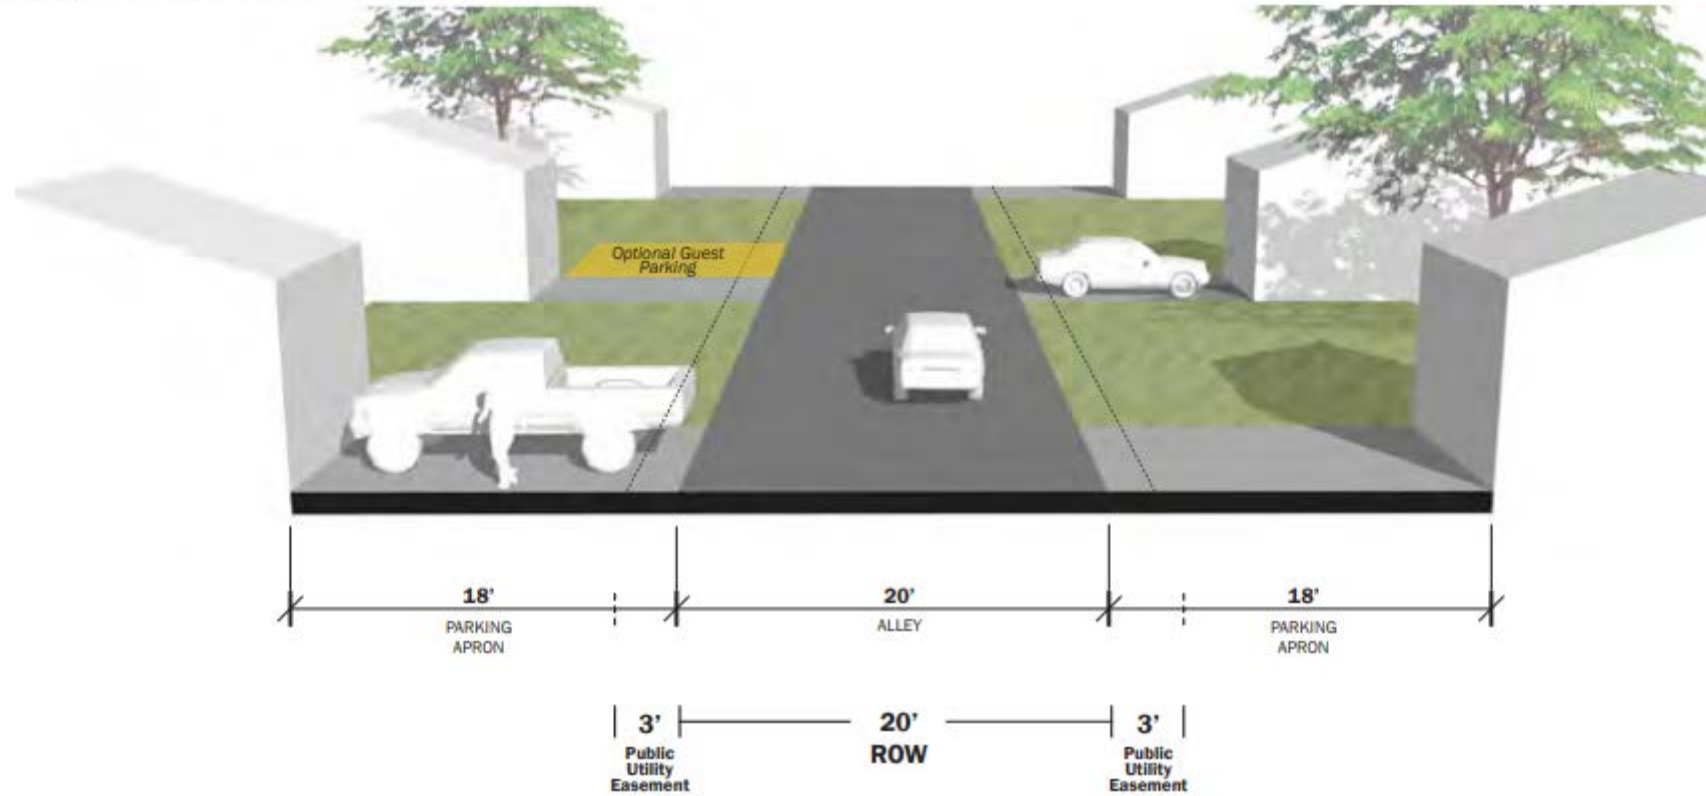 Optional Guest
Parking
18'
PARKING
APRON
20'
ALLEY
18'
PARKING
APRON
3'
Public
Utility
Easement
20'
ROW
3'
Public
Utility
Easement